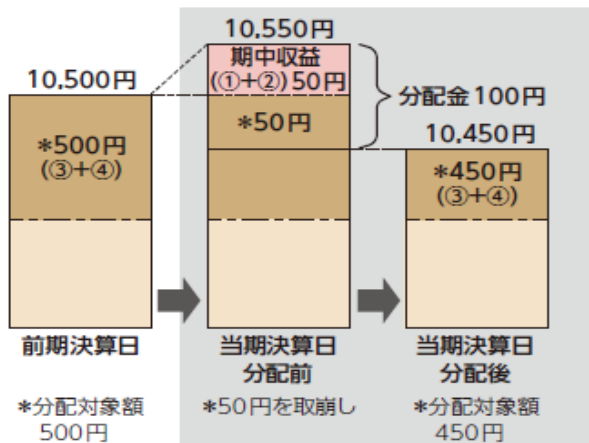 10,550円
期中収益
(①+②)50円
10,500円
分配金100円
*50円
10,450円
*500円
(③+④)
*450円
(③+④)
前期決算日
当期決算日
分配前
当期決算日
分配後
*分配対象額
500円
*50円を取崩し
*分配対象額
450円